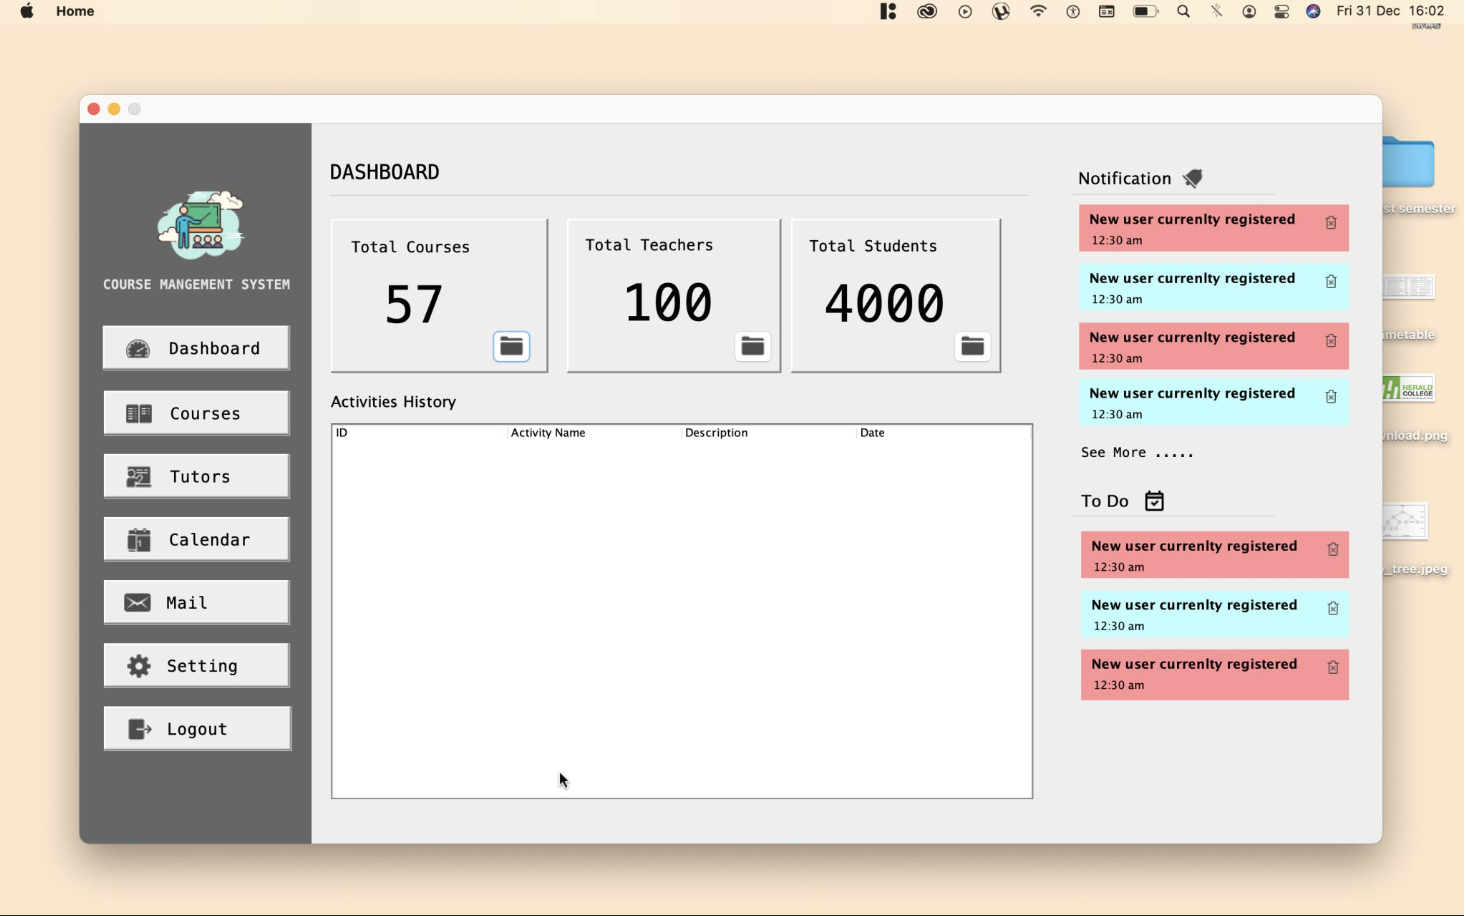 Home
Fri 31 Dec 16:02
COURSE MANGEMENT SYSTEM
Dashboard
Courses
Tutors
Calendar
Mail
Setting
Logout
DASHBOARD
Total Courses
57
Total Teachers
100
Total Students
4000
Activities History
ID Activity Name Description Date
Notification
New user currenlty registered
12:30 am
New user currenlty registered
12:30 am
New user currenlty registered
12:30 am
New user currenlty registered
12:30 am
See More .....
To Do
New user currenlty registered
12:30 am
New user currenlty registered
12:30 am
New user currenlty registered
12:30 am
st semester
imetable
HERALD
COLLEGE
nload.png
_tree.jpeg